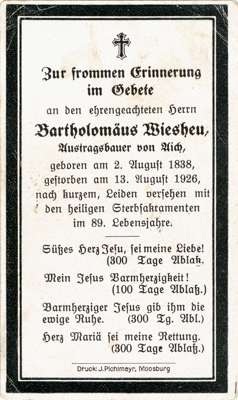 Zur frommen Erinnerung
im Gebete
an den ehrengeachteten Herrn
Bartholomäus Wiesheu,
Austragsbauer von Aich,
geboren am 2. August 1838,
gestorben am 13. August 1926,
nach kurzem, Leiden versehen mit
den heiligen Sterbsakramenten
im 89. Lebensjahre.
Süßes Herz Jesu, sei meine Liebe!
(300 Tage Ablaß.
Mein Jesus Barmherzigkeit!
(100 Tage Ablaß.)
Barmherziger Jesus gib ihm die
ewige Ruhe. (300 Tg. Abl.)
Herz Mariä sei meine Rettung.
(300 Tage Ablaß.)
Druck: J. Pichlmayr, Moosburg